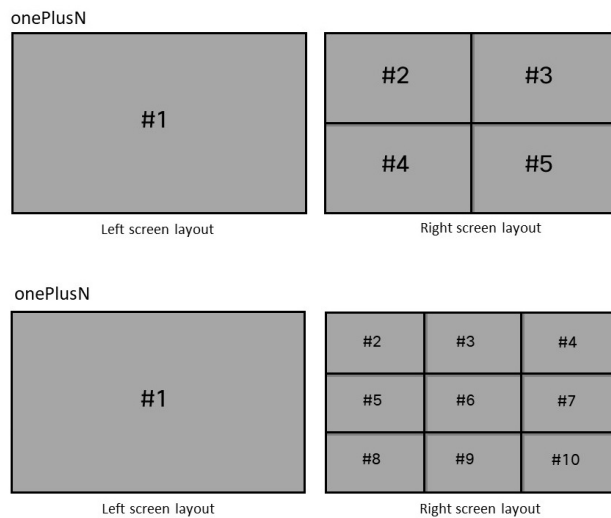 onePlusN
#1
#2 #3
#4 #5
Left screen layout
Right screen layout
onePlusN
#1
#2 #3 #4
#5 #6 #7
#8 #9 #10
Left screen layout
Right screen layout